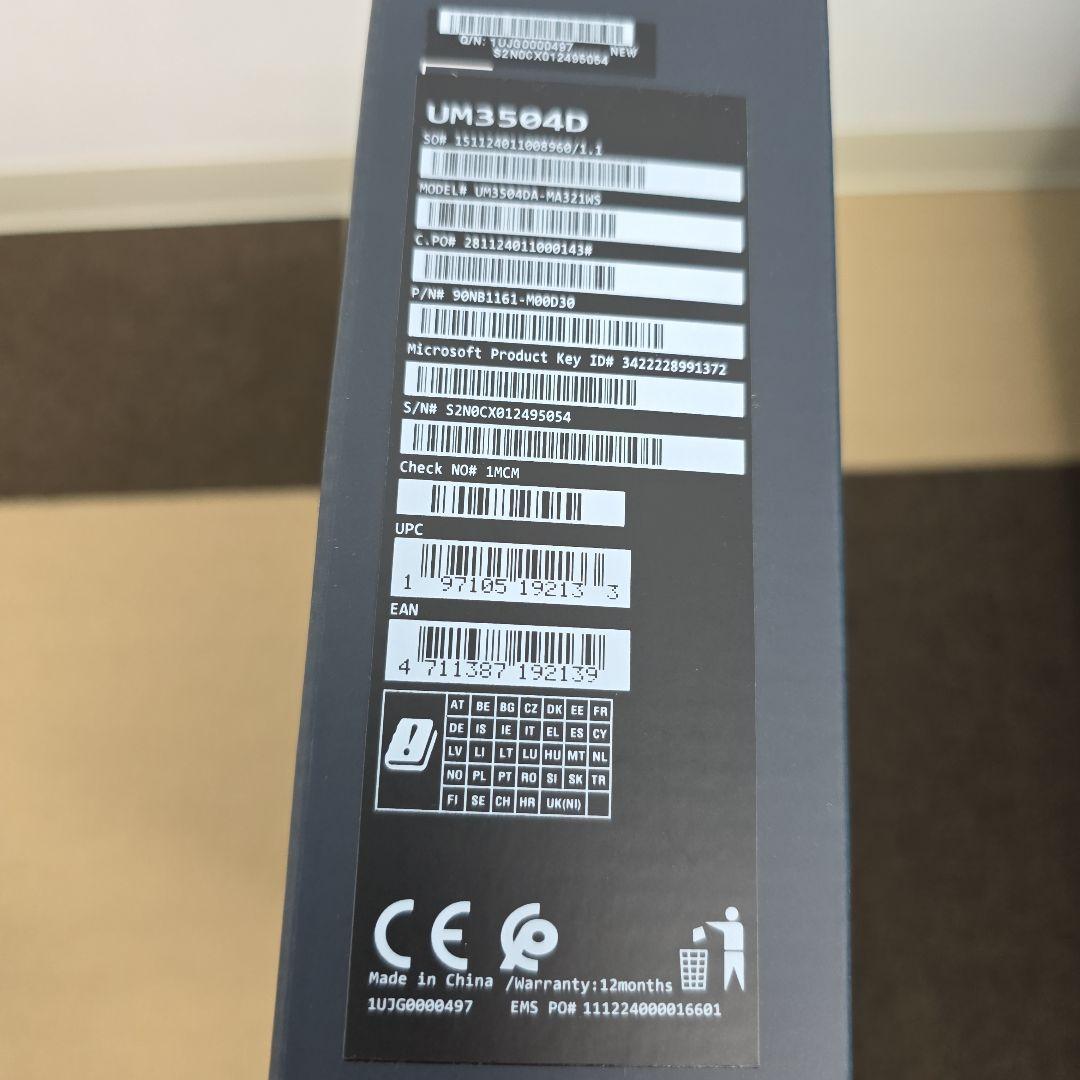 Q/N: 1UJG0000497 NEW
S2N0CX012495054
UM3504D
SO# 151124011008960/1.1
MODEL# UM3504DA-MA321WS
C.PO# 281124011000143#
P/N# 90NB1161-M00D30
Microsoft Product Key ID# 3422228991372
S/N# S2N0CX012495054
Check NO# 1MCM
UPC
1 97105 19213 3
EAN
4 711387 192139
AT BE BG CZ DK EE FR
DE IS IE IT EL ES CY
LV LI LT LU HU MT NL
NO PL PT RO SI SK TR
FI SE CH HR UK(NI)
CE
Made in China /Warranty:12months
1UJG0000497 EMS PO# 111224000016601